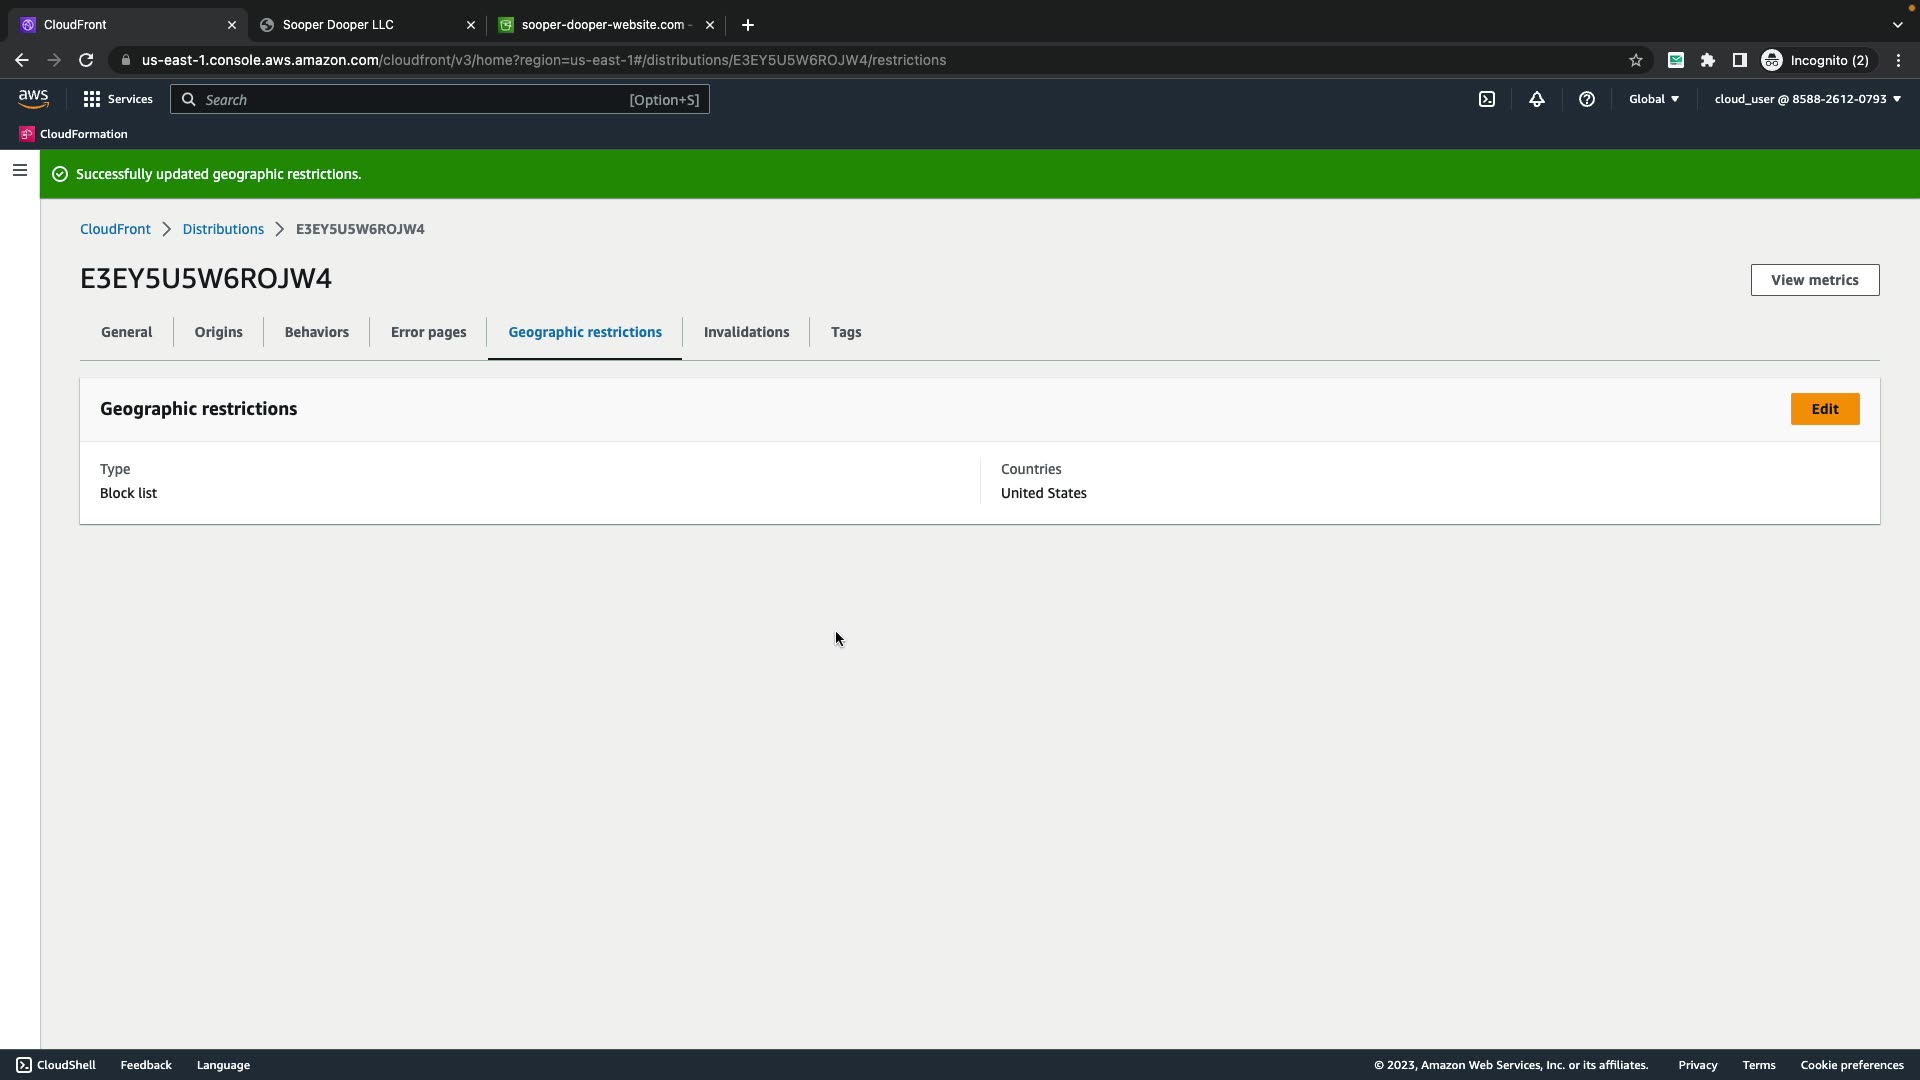 CloudFront
Sooper Dooper LLC
sooper-dooper-website.com -
us-east-1.console.aws.amazon.com/cloudfront/v3/home?region=us-east-1#/distributions/E3EY5U5W6ROJW4/restrictions
Incognito (2)
aws
Services
Search
[Option+S]
Global
cloud_user @ 8588-2612-0793
CloudFormation
Successfully updated geographic restrictions.
CloudFront
Distributions
E3EY5U5W6ROJW4
E3EY5U5W6ROJW4
View metrics
General
Origins
Behaviors
Error pages
Geographic restrictions
Invalidations
Tags
Geographic restrictions
Edit
Type
Block list
Countries
United States
CloudShell
Feedback
Language
© 2023, Amazon Web Services, Inc. or its affiliates.
Privacy
Terms
Cookie preferences